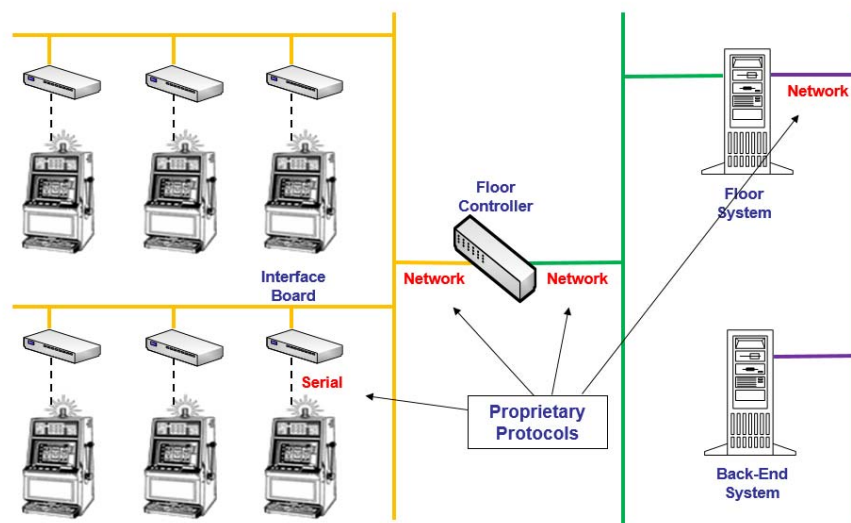 Network
Floor
System
Floor
Controller
Network
Network
Interface
Board
Serial
Proprietary
Protocols
Back-End
System